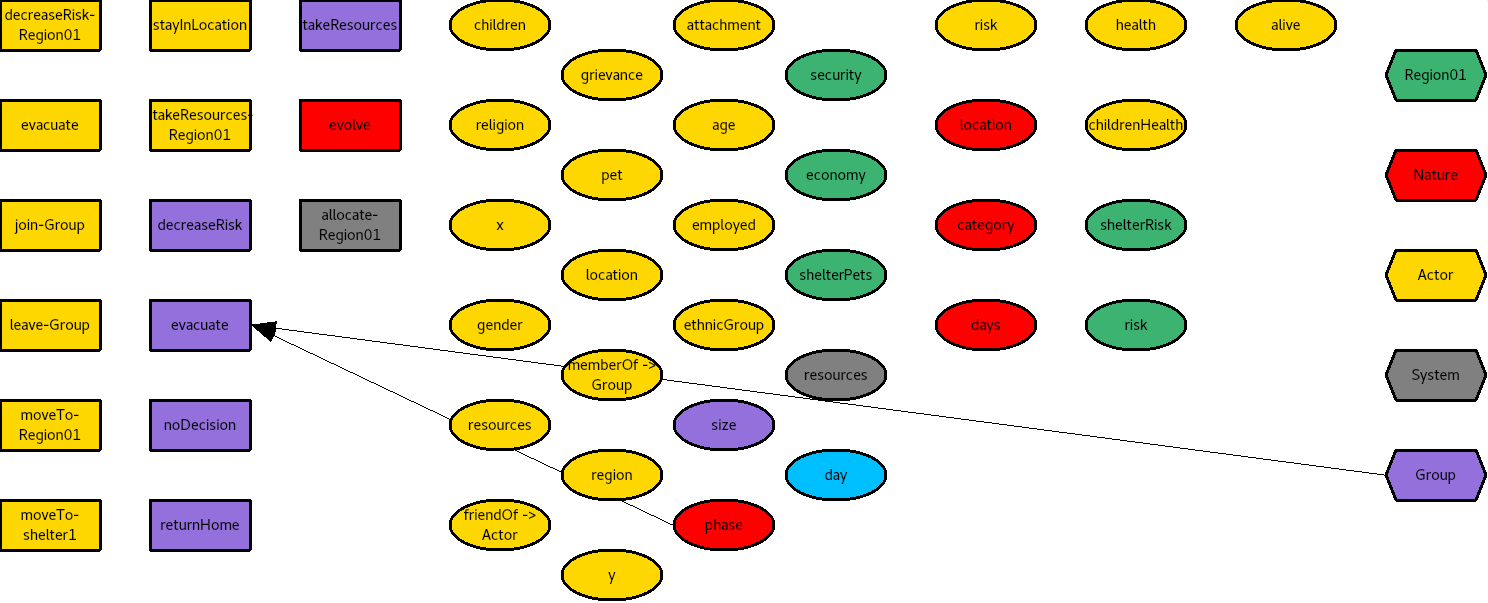 decreaseRisk-
Region01
stayInLocation
takeResources
children
attachment
risk
health
alive
grievance
security
Region01
evacuate
takeResources-
Region01
evolve
religion
age
location
childrenHealth
pet
economy
Nature
join-Group
decreaseRisk
allocate-
Region01
x
employed
category
shelterRisk
location
shelterPets
Actor
leave-Group
evacuate
gender
ethnicGroup
days
risk
memberOf ->
Group
resources
System
moveTo-
Region01
noDecision
resources
size
region
day
Group
moveTo-
shelter1
returnHome
friendOf ->
Actor
phase
y